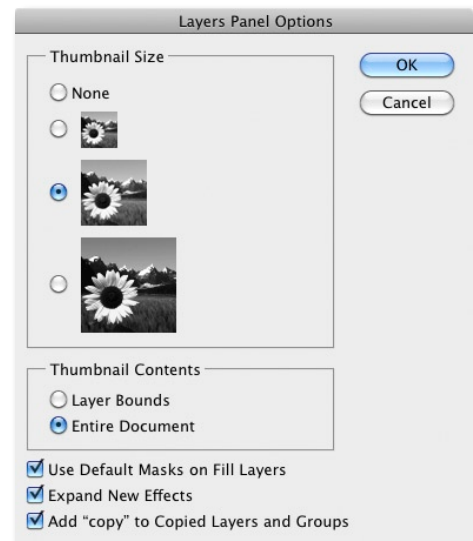 Layers Panel Options
Thumbnail Size
None
OK
Cancel
Thumbnail Contents
Layer Bounds
Entire Document
Use Default Masks on Fill Layers
Expand New Effects
Add “copy” to Copied Layers and Groups